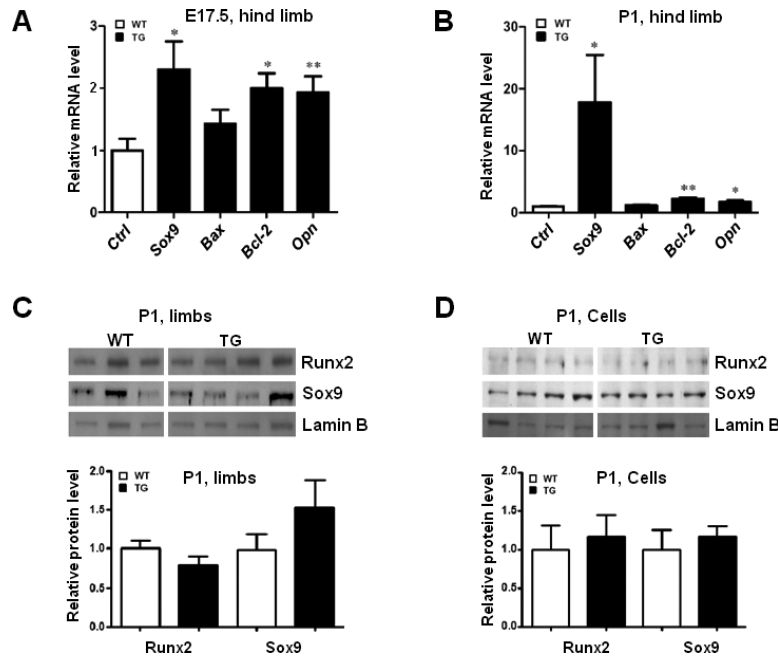 A
E17.5, hind limb
WT
TG
Relative mRNA level
3
2
1
0
*
*
**
Ctrl
Sox9
Bax
Bcl-2
Opn
B
P1, hind limb
WT
TG
Relative mRNA level
30
20
10
0
*
**
*
Ctrl
Sox9
Bax
Bcl-2
Opn
C
P1, limbs
WT TG
Runx2
Sox9
Lamin B
P1, limbs
WT
TG
Relative protein level
2.0
1.5
1.0
0.5
0.0
Runx2 Sox9
D
P1, Cells
WT TG
Runx2
Sox9
Lamin B
P1, Cells
WT
TG
Relative protein level
2.0
1.5
1.0
0.5
0.0
Runx2 Sox9